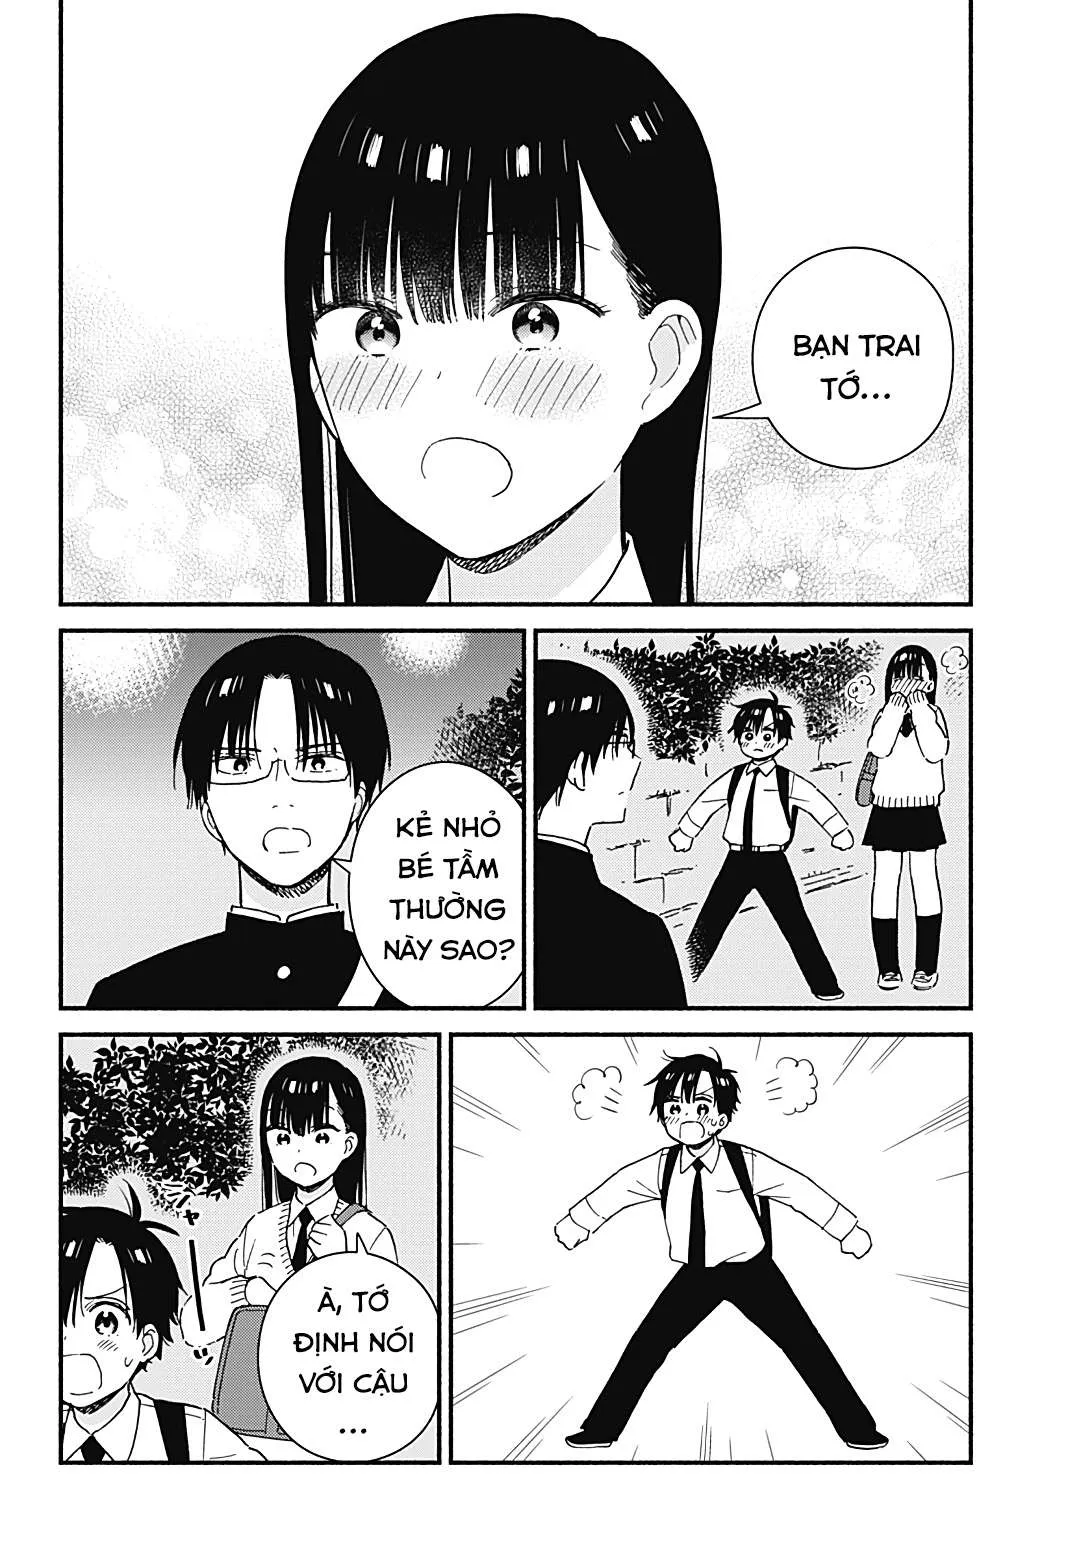 BẠN TRAI
TỚ...
KẺ NHỎ
BÉ TẦM
THƯỜNG
NÀY SAO?
À, TỚ
ĐỊNH NÓI
VỚI CẬU
...